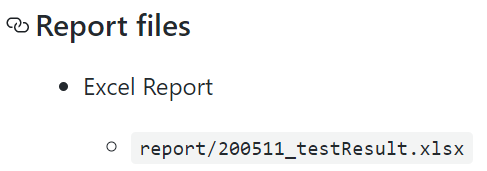 Report files
Excel Report
report/200511_testResult.xlsx